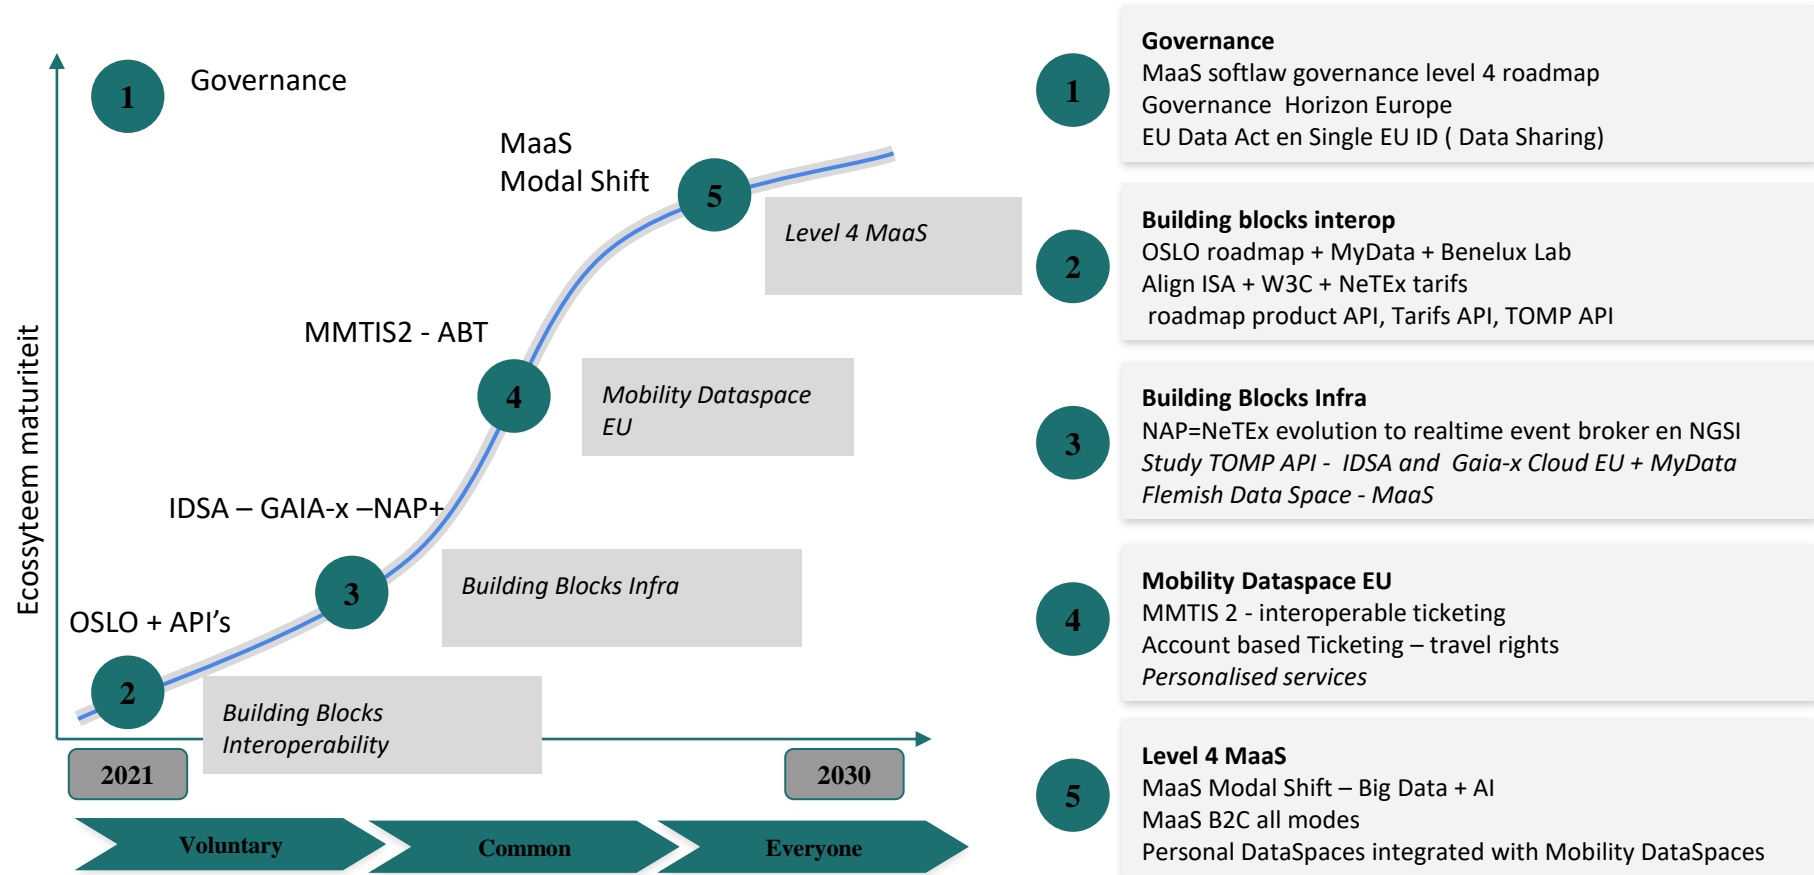 1
Governance
MaaS
Modal Shift
5
Level 4 MaaS
MMTIS2 - ABT
4
Mobility Dataspace
EU
IDSA – GAIA-x –NAP+
3
Building Blocks Infra
OSLO + API’s
2
Building Blocks
Interoperability
Ecossyteem maturiteit
2021
2030
Voluntary
Common
Everyone
1
Governance
MaaS softlaw governance level 4 roadmap
Governance  Horizon Europe
EU Data Act en Single EU ID ( Data Sharing)
2
Building blocks interop
OSLO roadmap + MyData + Benelux Lab
Align ISA + W3C + NeTEx tarifs
roadmap product API, Tarifs API, TOMP API
3
Building Blocks Infra
NAP=NeTEx evolution to realtime event broker en NGSI
Study TOMP API -  IDSA and  Gaia-x Cloud EU + MyData
Flemish Data Space - MaaS
4
Mobility Dataspace EU
MMTIS 2 - interoperable ticketing
Account based Ticketing – travel rights
Personalised services
5
Level 4 MaaS
MaaS Modal Shift – Big Data + AI
MaaS B2C all modes
Personal DataSpaces integrated with Mobility DataSpaces